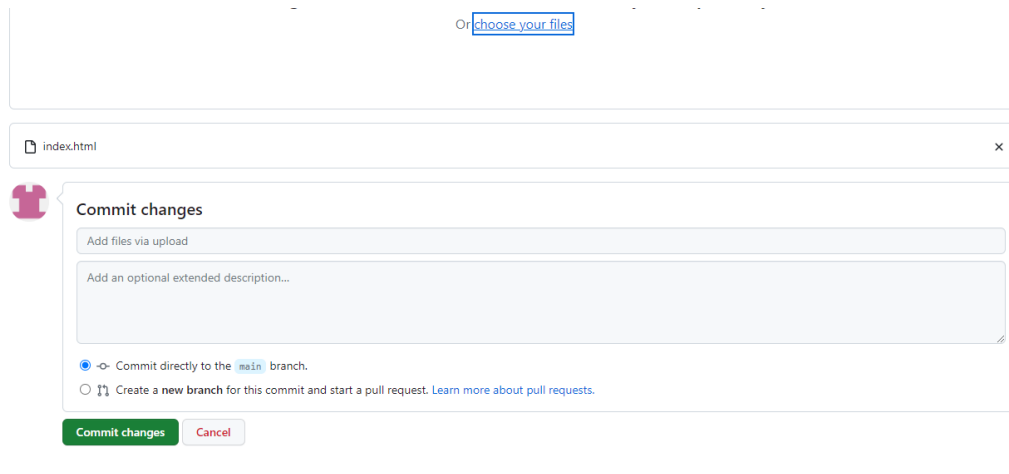 Or choose your files
index.html
Commit changes
Add files via upload
Add an optional extended description...
Commit directly to the main branch.
Create a new branch for this commit and start a pull request. Learn more about pull requests.
Commit changes Cancel